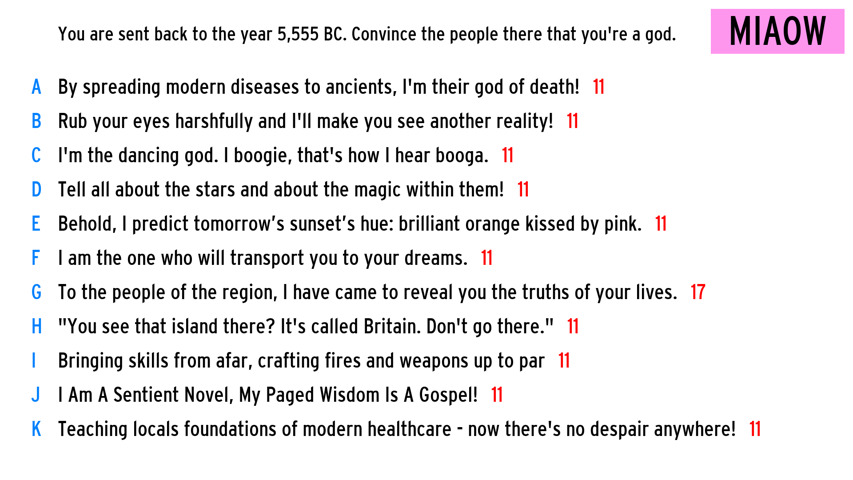 You are sent back to the year 5,555 BC. Convince the people there that you're a god.
MIAOW
A By spreading modern diseases to ancients, I'm their god of death! 11
B Rub your eyes harshfully and I'll make you see another reality! 11
C I'm the dancing god. I boogie, that's how I hear booga. 11
D Tell all about the stars and about the magic within them! 11
E Behold, I predict tomorrow's sunset's hue: brilliant orange kissed by pink. 11
F I am the one who will transport you to your dreams. 11
G To the people of the region, I have came to reveal you the truths of your lives. 17
H "You see that island there? It's called Britain. Don't go there." 11
I Bringing skills from afar, crafting fires and weapons up to par 11
J I Am A Sentient Novel, My Paged Wisdom Is A Gospel! 11
K Teaching locals foundations of modern healthcare - now there's no despair anywhere! 11